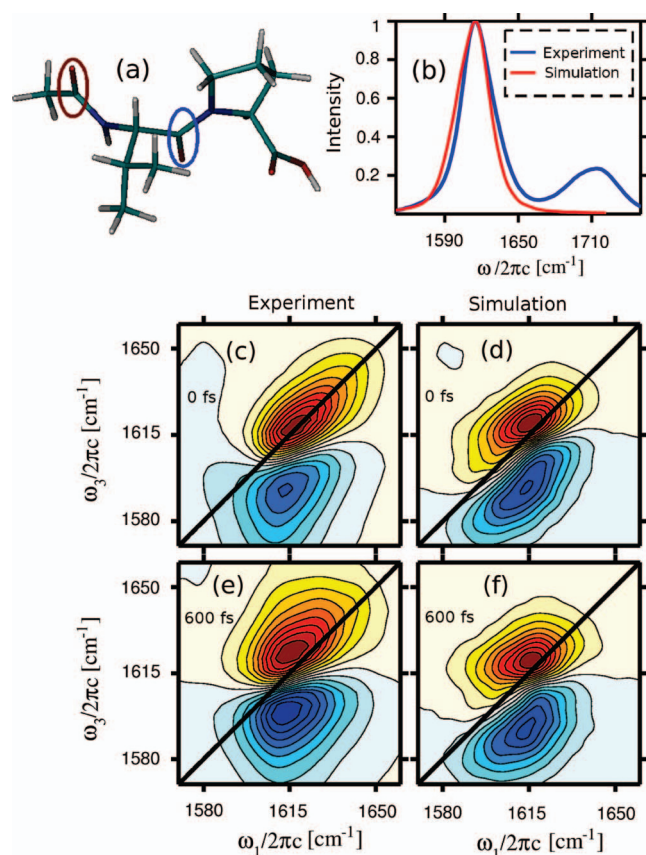 (a)
(b)
Experiment
Simulation
Intensity
1
0.8
0.6
0.4
0.2
1590 1650 1710
ω/2πc [cm⁻¹]
Experiment Simulation
(c)
0 fs
(d)
0 fs
ω₃/2πc [cm⁻¹]
1650
1615
1580
(e)
600 fs
(f)
600 fs
ω₃/2πc [cm⁻¹]
1650
1615
1580
1580 1615 1650 1580 1615 1650
ω₁/2πc [cm⁻¹] ω₁/2πc [cm⁻¹]